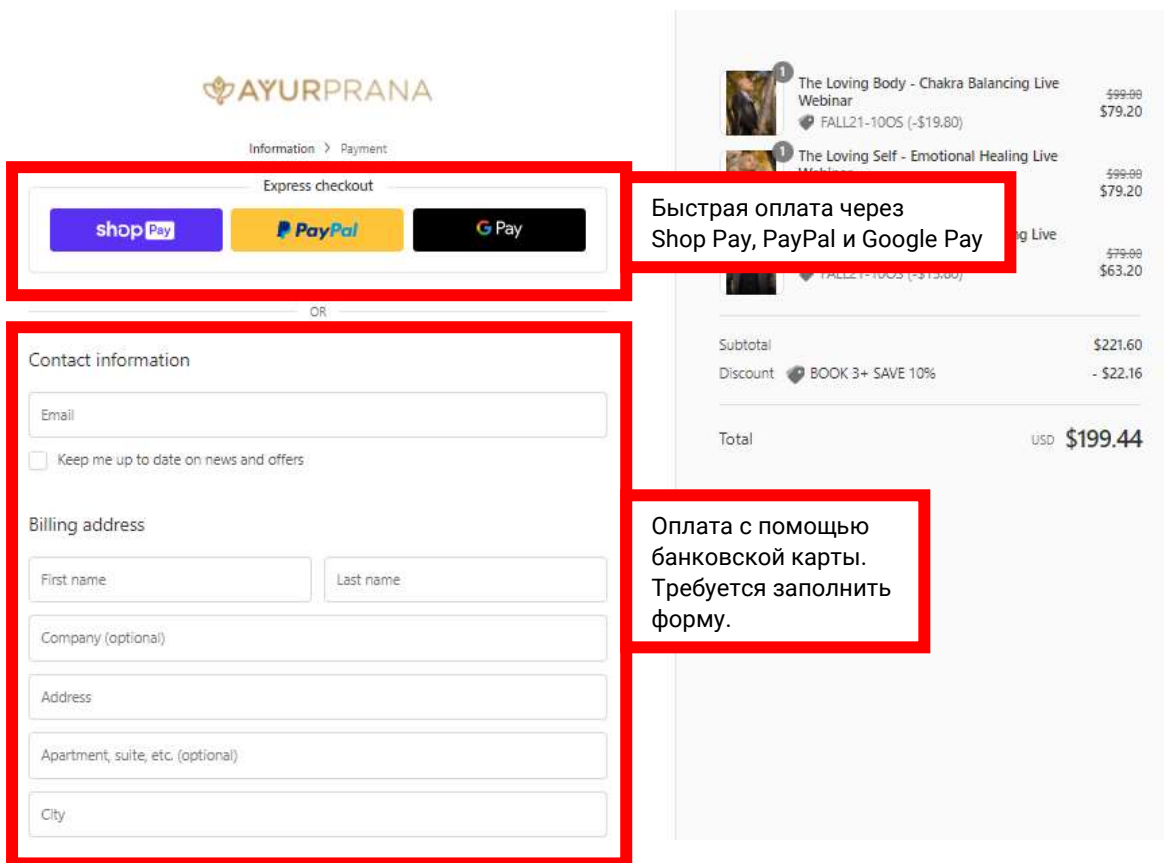 AYURPRANA
Information > Payment
Express checkout
shop Pay
PayPal
G Pay
OR
Contact information
Email
Keep me up to date on news and offers
Billing address
First name
Last name
Company (optional)
Address
Apartment, suite, etc. (optional)
City
Быстрая оплата через
Shop Pay, PayPal и Google Pay
Оплата с помощью
банковской карты.
Требуется заполнить
форму.
1
The Loving Body - Chakra Balancing Live
Webinar
FALL21-10OS (-$19.80)
$99.00
$79.20
1
The Loving Self - Emotional Healing Live
$99.00
$79.20
Live
$79.00
$63.20
Subtotal
$221.60
Discount
BOOK 3+ SAVE 10%
- $22.16
Total
USD $199.44